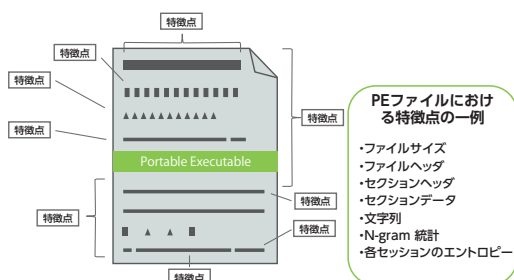 特徴点
特徴点
特徴点
特徴点
特徴点
Portable Executable
特徴点
特徴点
特徴点
特徴点
PEファイルにおけ
る特徴点の一例
・ファイルサイズ
・ファイルヘッダ
・セクションヘッダ
・セクションデータ
・文字列
・N-gram 統計
・各セッションのエントロピー